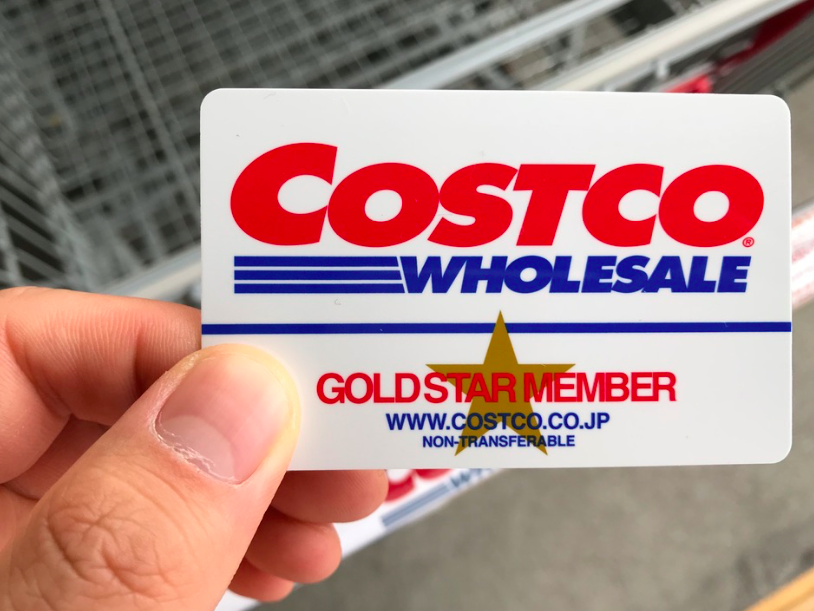 COSTCO®
WHOLESALE
GOLD STAR MEMBER
WWW.COSTCO.CO.JP
NON-TRANSFERABLE